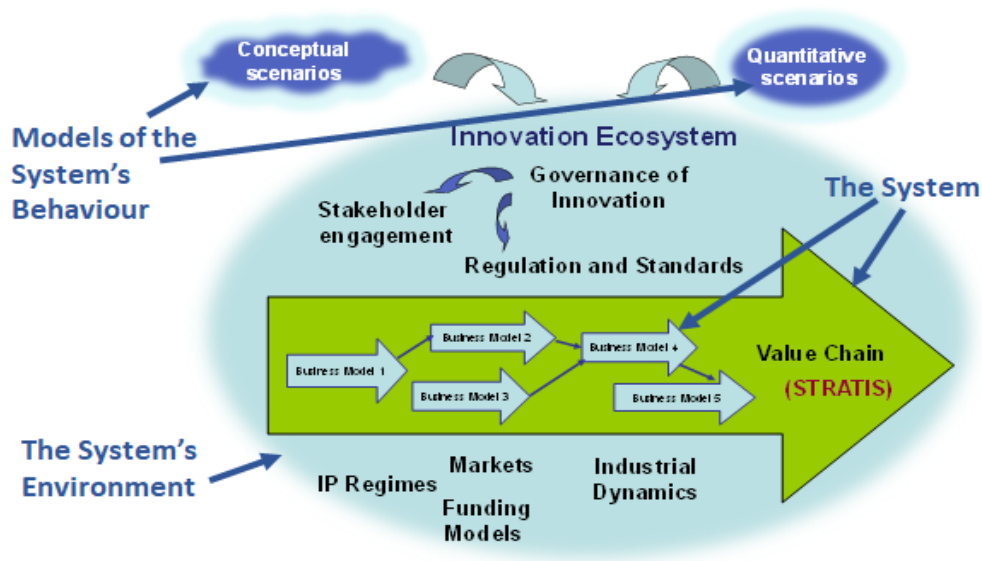 Conceptual
scenarios
Quantitative
scenarios
Models of the
System's
Behaviour
Innovation Ecosystem
Governance of
Innovation
The System
Stakeholder
engagement
Regulation and Standards
Business Model 2
Business Model 4
Business Model 1
Business Model 3
Business Model 5
Value Chain
(STRATIS)
The System's
Environment
IP Regimes
Markets
Funding
Models
Industrial
Dynamics